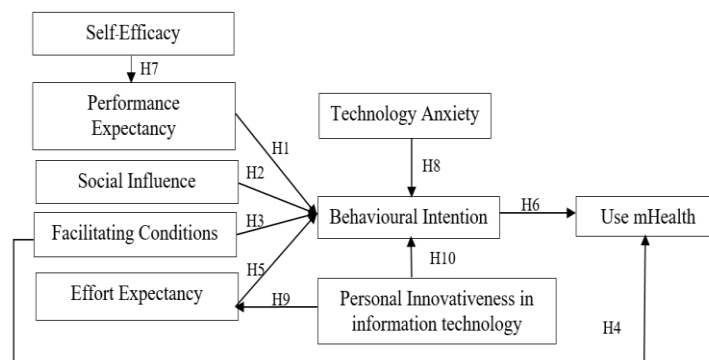 Self-Efficacy
H7
Performance
Expectancy
Technology Anxiety
H1
H8
Social Influence
H2
Facilitating Conditions
H3
Behavioural Intention
H6
Use mHealth
H5
H10
Effort Expectancy
H9
Personal Innovativeness in
information technology
H4